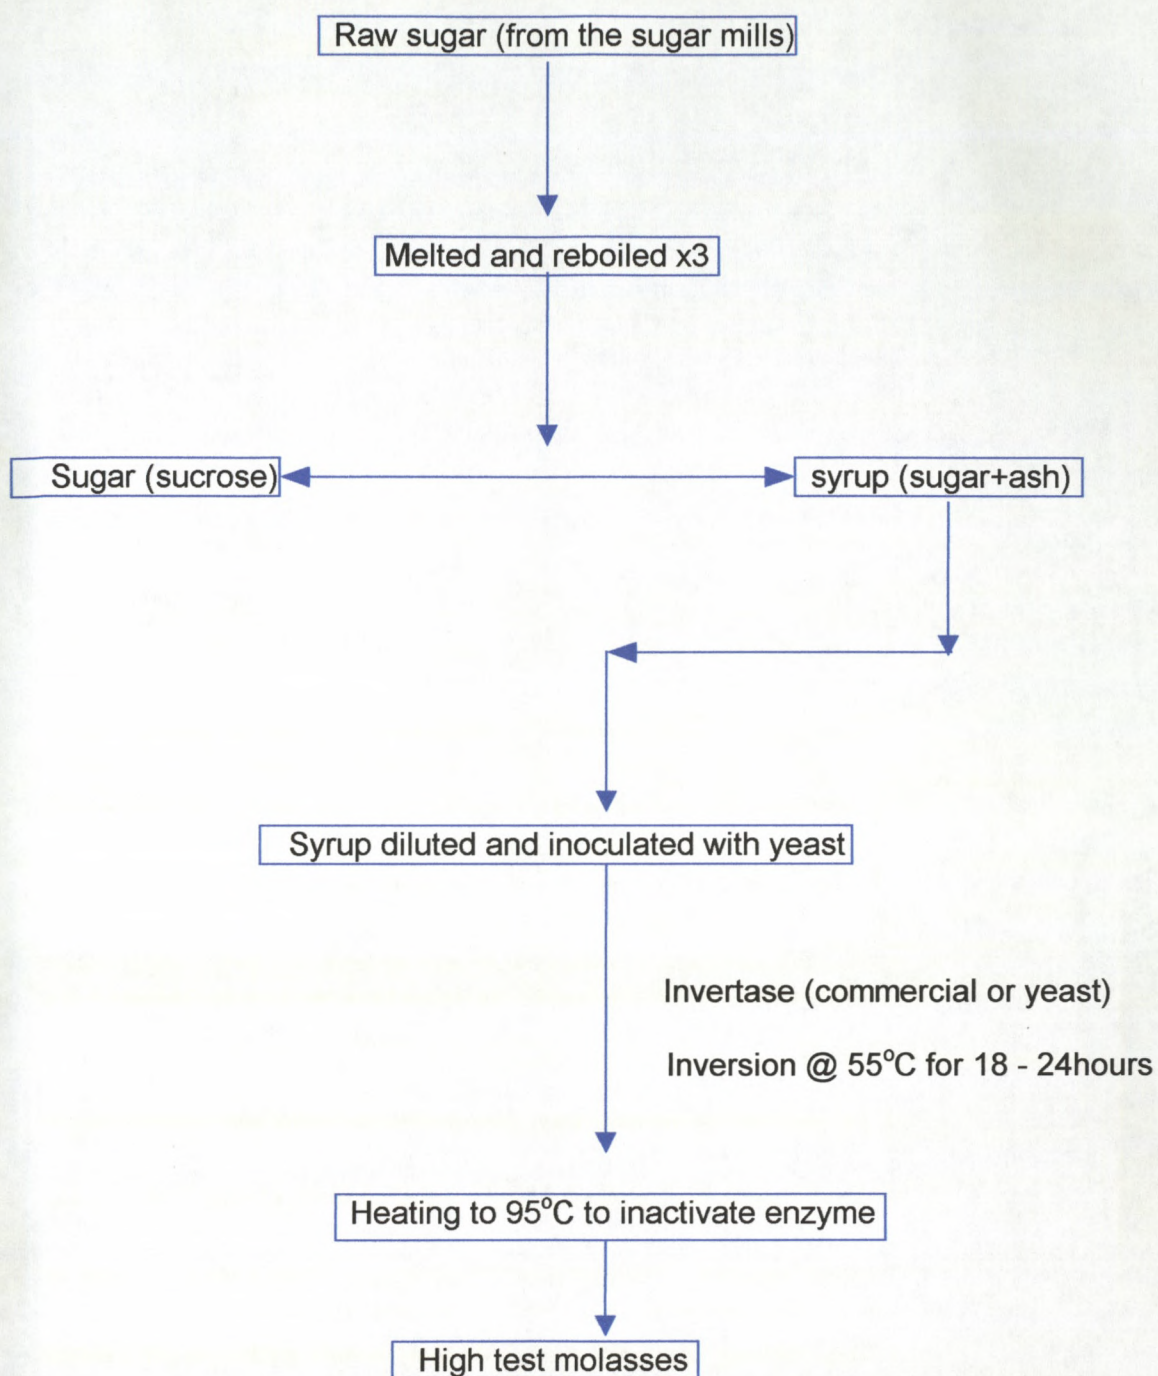 Raw sugar (from the sugar mills)
Melted and reboiled x3
Sugar (sucrose)
syrup (sugar+ash)
Syrup diluted and inoculated with yeast
Invertase (commercial or yeast)
Inversion @ 55°C for 18 - 24hours
Heating to 95°C to inactivate enzyme
High test molasses